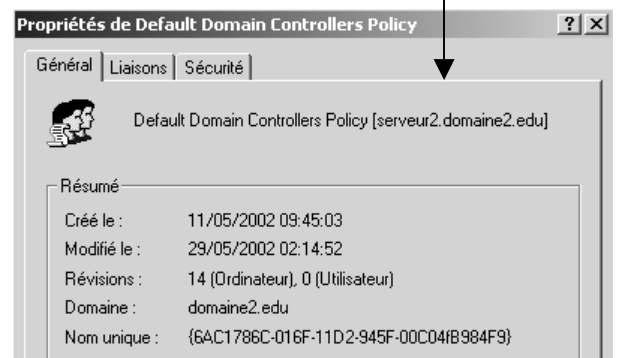 Propriétés de Default Domain Controllers Policy
Général Liaisons Sécurité
Default Domain Controllers Policy [serveur2.domaine2.edu]
Résumé
Créé le : 11/05/2002 09:45:03
Modifié le : 29/05/2002 02:14:52
Révisions : 14 (Ordinateur), 0 (Utilisateur)
Domaine : domaine2.edu
Nom unique : {6AC1786C-016F-11D2-945F-00C04fB984F9}